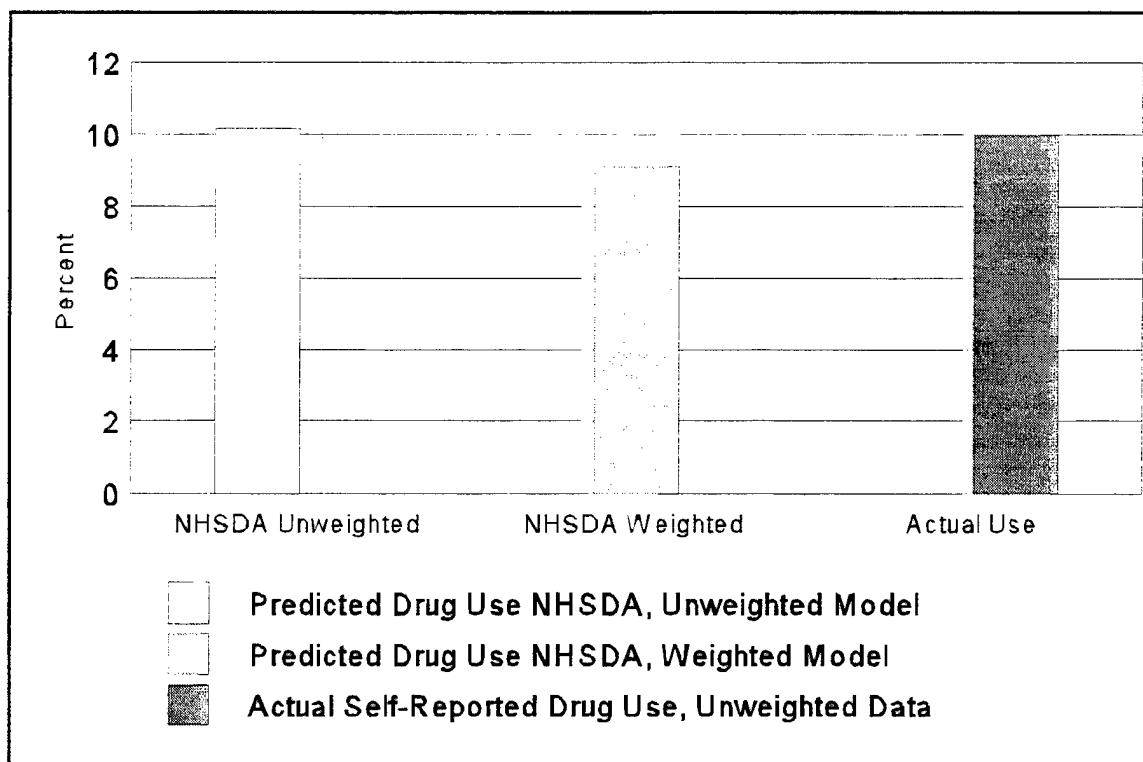 12
10
8
6
4
2
0
Percent
NHSDA Unweighted
NHSDA Weighted
Actual Use
Predicted Drug Use NHSDA, Unweighted Model
Predicted Drug Use NHSDA, Weighted Model
Actual Self-Reported Drug Use, Unweighted Data